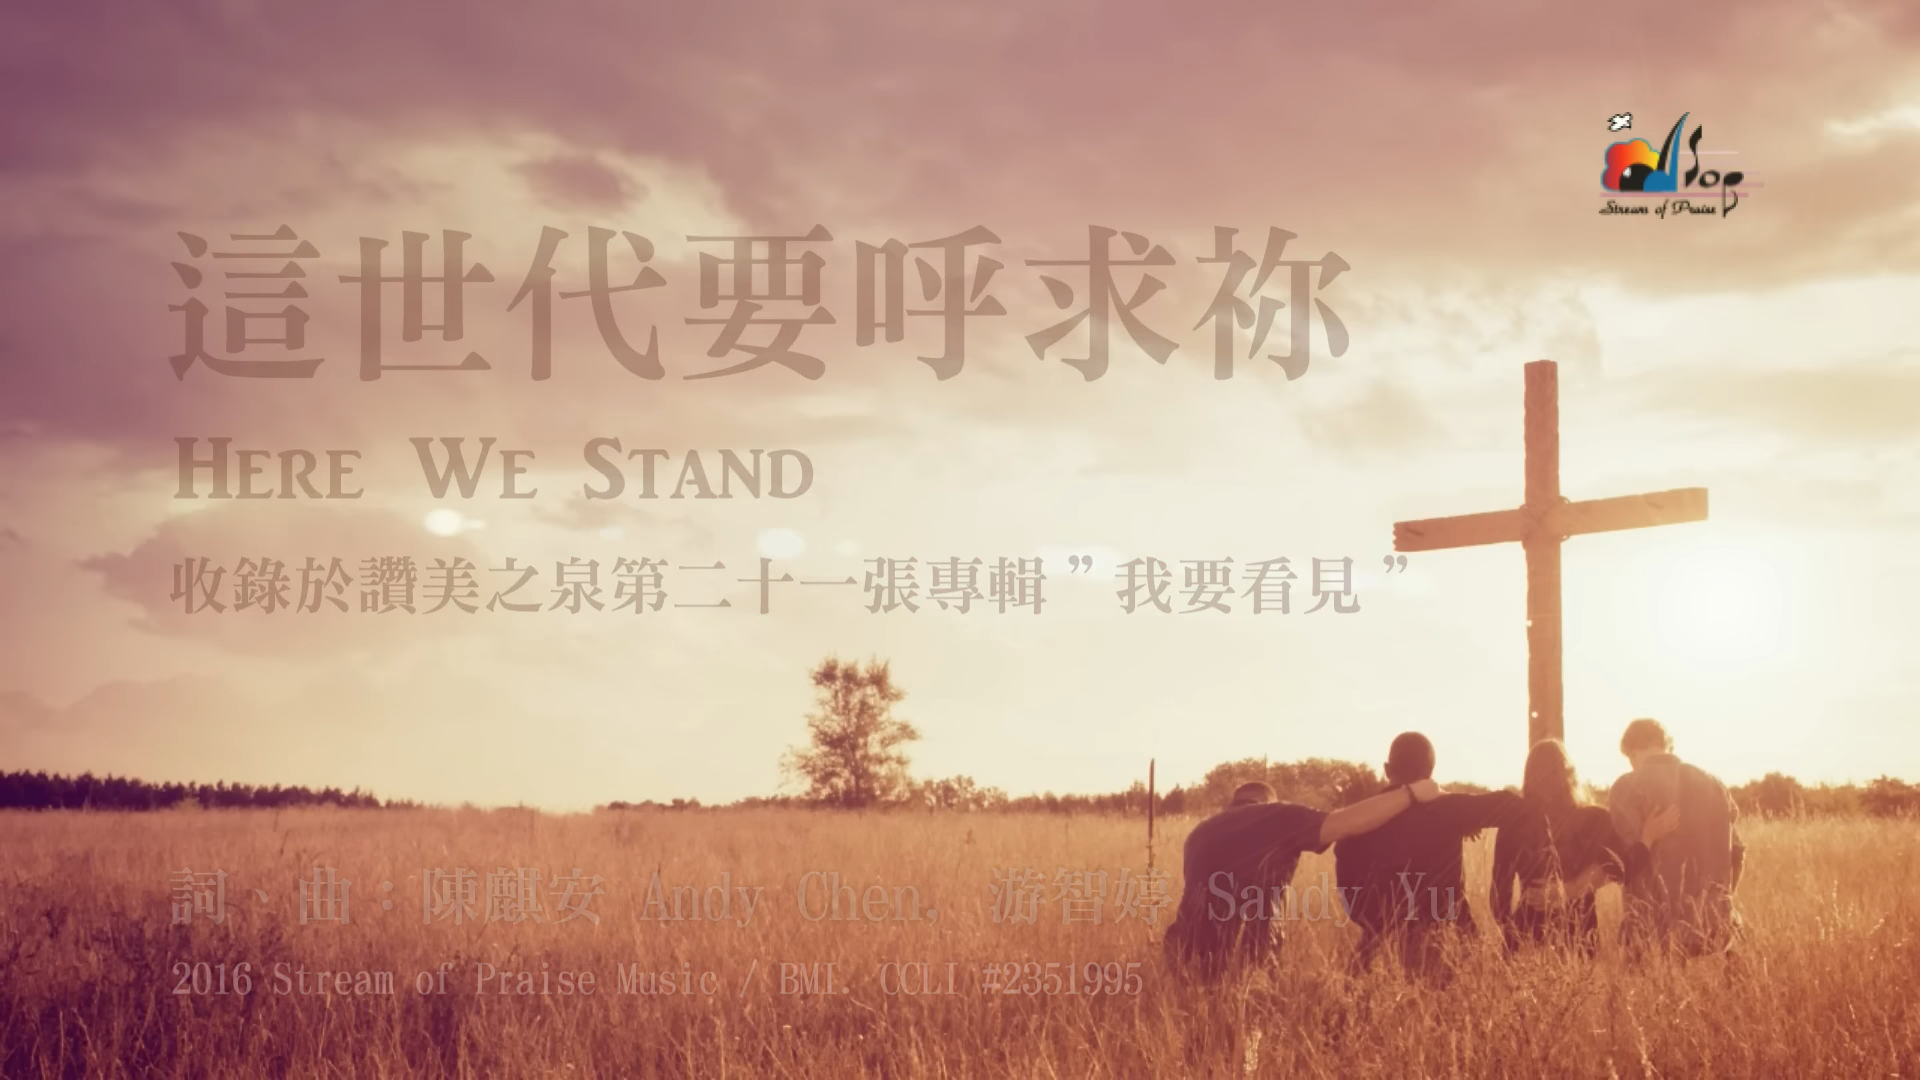 Sop
Stream of Praise
這世代要呼求祢
HERE WE STAND
收錄於讚美之泉第二十一張專輯”我要看見”
詞、曲：陳麒安 Andy Chen, 游智婷 Sandy Yu
2016 Stream of Praise Music / BMI. CCLI #2351995